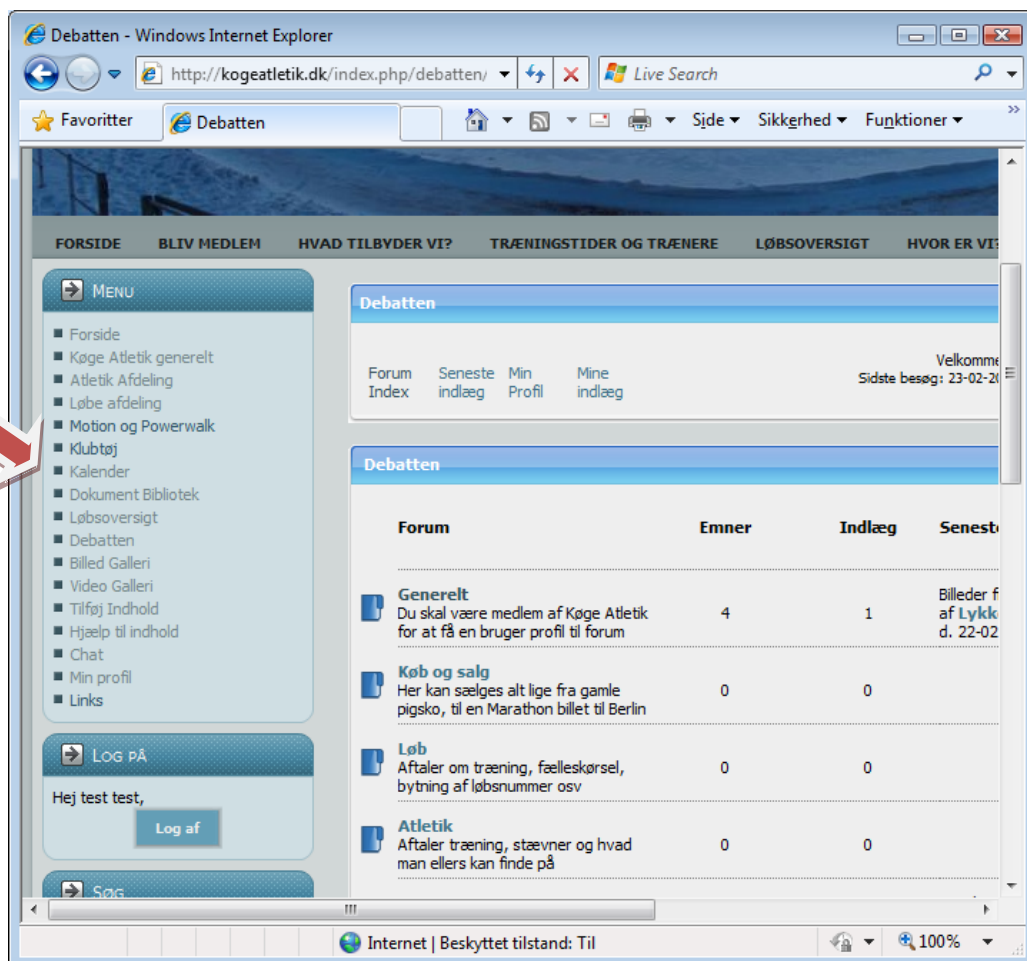 Debatten - Windows Internet Explorer
http://kogeatletik.dk/index.php/debatten/
Live Search
Favoritter
Debatten
Side
Sikkerhed
Funktioner
FORSIDE BLIV MEDLEM HVAD TILBYDER VI? TRÆNINGSTIDER OG TRÆNERE LØBSOVERSIGT HVOR ER VI?
MENU
Forside
Køge Atletik generelt
Atletik Afdeling
Løbe afdeling
Motion og Powerwalk
Klubtøj
Kalender
Dokument Bibliotek
Løbsoversigt
Debatten
Billed Galleri
Video Galleri
Tilføj Indhold
Hjælp til indhold
Chat
Min profil
Links
LOG PÅ
Hej test test,
Log af
SØG
Debatten
Forum Index
Seneste indlæg
Min Profil
Mine indlæg
Velkomme
Sidste besøg: 23-02-20
Debatten
Forum Emner Indlæg Senest
Generelt
Du skal være medlem af Køge Atletik 4 1
for at få en bruger profil til forum
Billeder f
af Lykk
d. 22-02
Køb og salg
Her kan sælges alt lige fra gamle 0 0
pigsko, til en Marathon billet til Berlin
Løb
Aftaler om træning, fælleskørsel, 0 0
bytning af løbsnummer osv
Atletik
Aftaler træning, stævner og hvad 0 0
man ellers kan finde på
Internet | Beskyttet tilstand: Til
100%